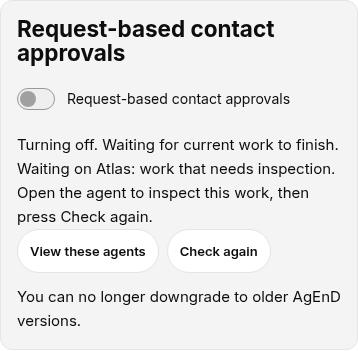 Request-based contact
approvals
Request-based contact approvals
Turning off. Waiting for current work to finish.
Waiting on Atlas: work that needs inspection.
Open the agent to inspect this work, then
press Check again.
View these agents
Check again
You can no longer downgrade to older AgEnD
versions.